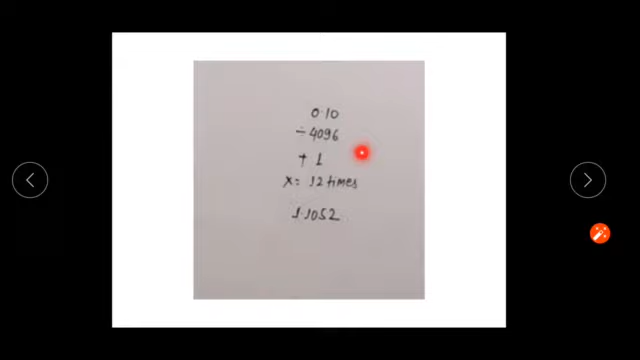 0.10
÷ 4096
+ 1
x = 12 times
1.1052